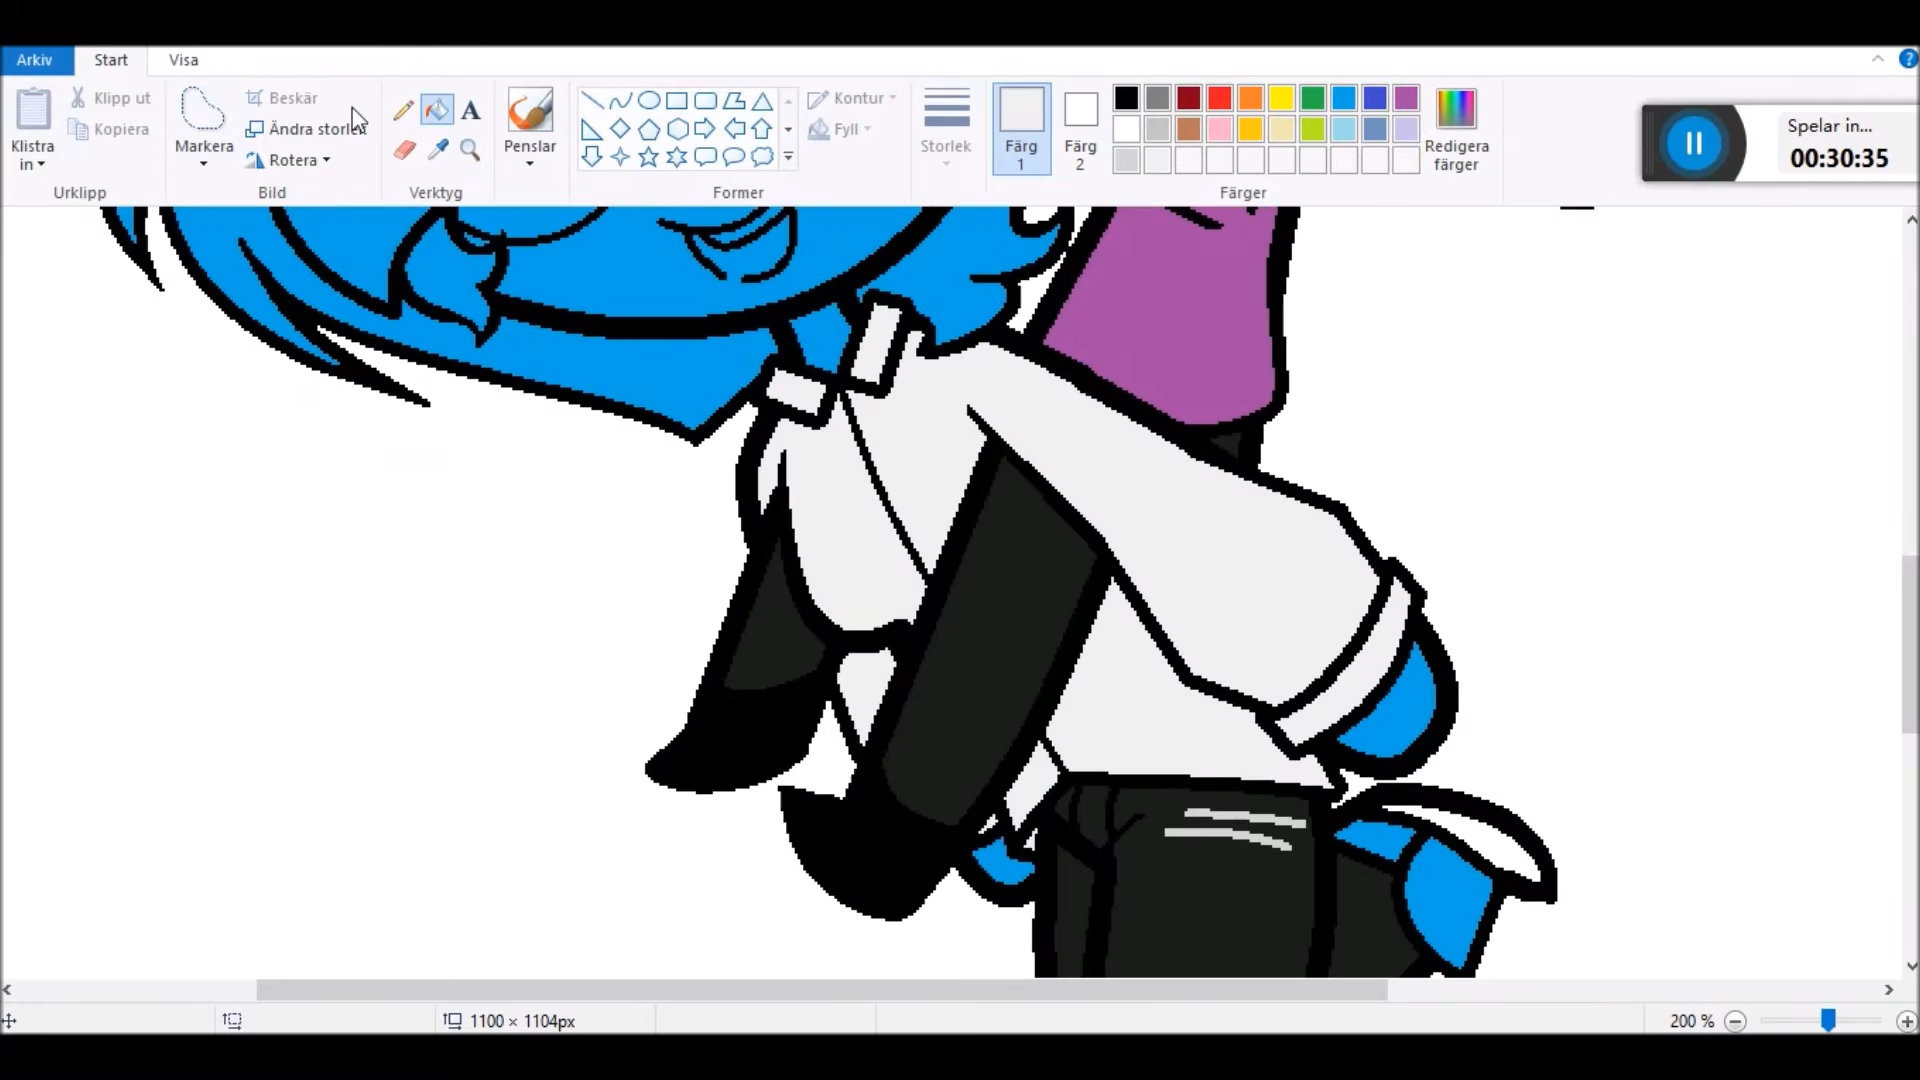 Arkiv Start Visa
Klistra in
Klipp ut
Kopiera
Urklipp
Markera
Beskär
Ändra storlek
Rotera
Bild
A
Verktyg
Penslar
Former
Kontur
Fyll
Storlek
Färg 1
Färg 2
Redigera färger
Färger
?
Spelar in...
00:30:35
1100 × 1104px
200 %